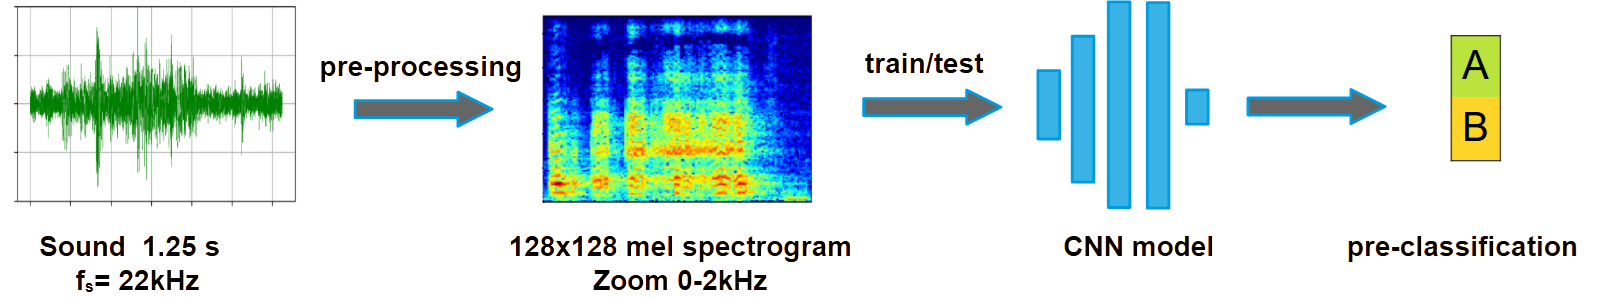 pre-processing
train/test
A
B
Sound 1.25 s
fs= 22kHz
128x128 mel spectrogram
Zoom 0-2kHz
CNN model
pre-classification